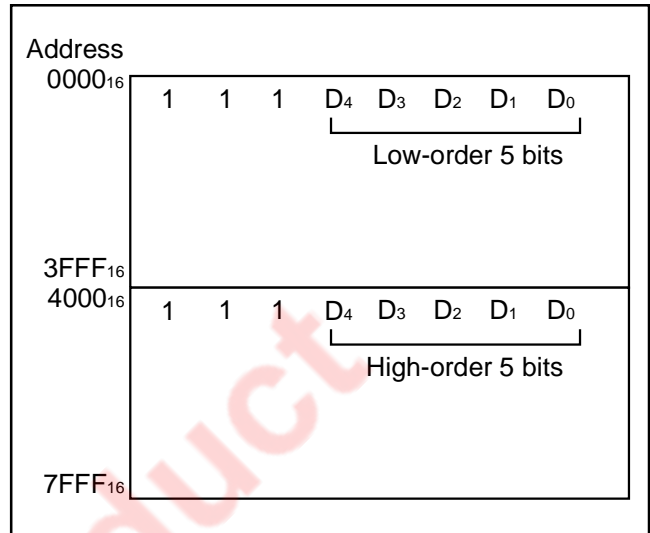 Address
0000₁₆
1 1 1 D₄ D₃ D₂ D₁ D₀
Low-order 5 bits
3FFF₁₆
4000₁₆
1 1 1 D₄ D₃ D₂ D₁ D₀
High-order 5 bits
7FFF₁₆
duct